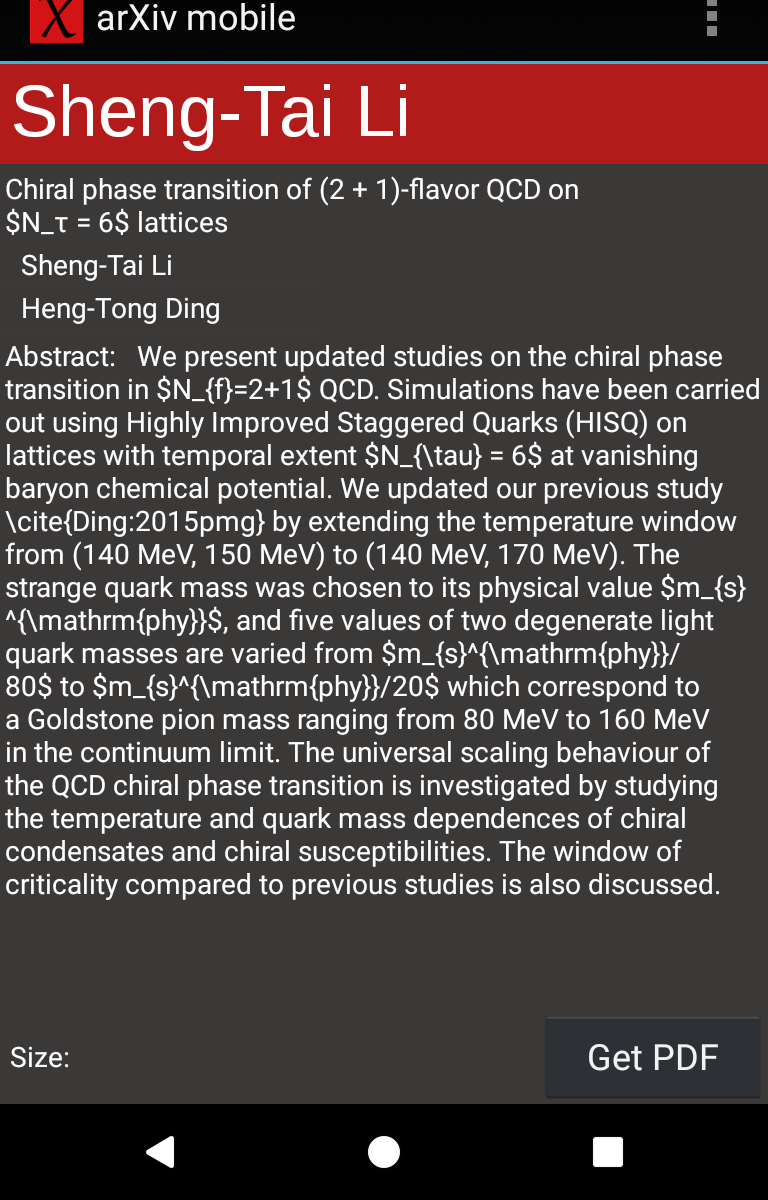 arXiv mobile
Sheng-Tai Li
Chiral phase transition of (2 + 1)-flavor QCD on
$N_τ = 6$ lattices
Sheng-Tai Li
Heng-Tong Ding
Abstract:   We present updated studies on the chiral phase
transition in $N_{f}=2+1$ QCD. Simulations have been carried
out using Highly Improved Staggered Quarks (HISQ) on
lattices with temporal extent $N_{\tau} = 6$ at vanishing
baryon chemical potential. We updated our previous study
\cite{Ding:2015pmg} by extending the temperature window
from (140 MeV, 150 MeV) to (140 MeV, 170 MeV). The
strange quark mass was chosen to its physical value $m_{s}
^{\mathrm{phy}}$, and five values of two degenerate light
quark masses are varied from $m_{s}^{\mathrm{phy}}/
80$ to $m_{s}^{\mathrm{phy}}/20$ which correspond to
a Goldstone pion mass ranging from 80 MeV to 160 MeV
in the continuum limit. The universal scaling behaviour of
the QCD chiral phase transition is investigated by studying
the temperature and quark mass dependences of chiral
condensates and chiral susceptibilities. The window of
criticality compared to previous studies is also discussed.
Size:
Get PDF